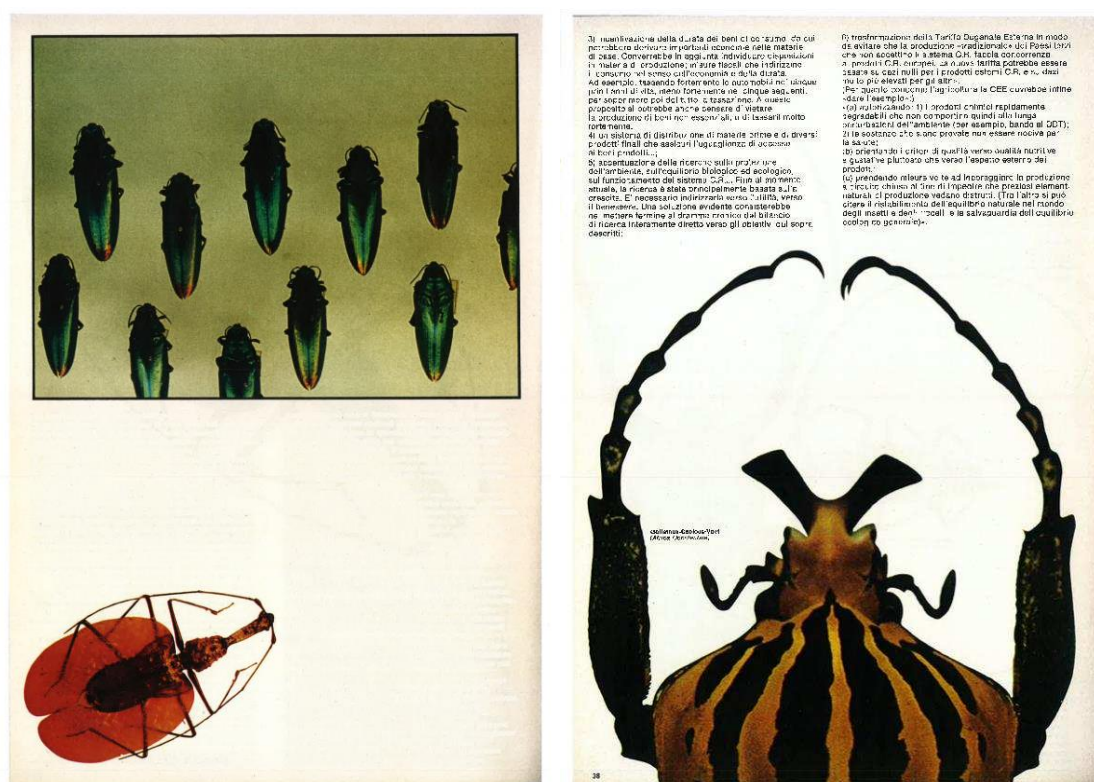 3) incentivazione della durata dei beni di consumo, da cui
potrebbero derivare importanti economie nelle materie
di base. Converrebbe in aggiunta individuare disposizioni
in materia di produzione; misure fiscali che indirizzino
il consumo nel senso dell'economia e della durata.
Ad esempio, tassando fortemente le automobili nei cinque
primi anni di vita, meno fortemente nei cinque seguenti,
per sopprimere poi del tutto la tassazione. A questo
proposito si potrebbe anche pensare di vietare
la produzione di beni non essenziali, o di tassarli molto
fortemente.
4) un sistema di distribuzione di materie prime e di diversi
prodotti finali che assicuri l'uguaglianza di accesso
ai beni prodotti...;
5) accentuazione delle ricerche sulla protezione
dell'ambiente, sull'equilibrio biologico ed ecologico,
sul funzionamento del sistema C.R.... Fino al momento
attuale, la ricerca è stata principalmente basata sulla
crescita. E' necessario indirizzarla verso l'utilità, verso
il benessere. Una soluzione evidente consisterebbe
nel mettere termine al dramma cronico del bilancio
di ricerca interamente diretto verso gli obiettivi qui sopra
descritti;
6) trasformazione della Tariffa Doganale Esterna in modo
da evitare che la produzione «tradizionale» dei Paesi terzi
che non accettino il sistema C.R. faccia concorrenza
ai prodotti C.R. europei. La nuova tariffa potrebbe essere
basata su dazi nulli per i prodotti esterni C.R. e su dazi
molto più elevati per gli altri».
(Per quanto concerne l'agricoltura la CEE dovrebbe infine
«dare l'esempio»:)
«(a) valorizzando: 1) i prodotti chimici rapidamente
degradabili che non comportino quindi alla lunga
perturbazioni dell'ambiente (per esempio, bando al DDT);
2) le sostanze che siano provate non essere nocive per
la salute;
(b) orientando i criteri di qualità verso qualità nutritive
e gustative piuttosto che verso l'aspetto esterno dei
prodotti;
(c) prendendo misure volte ad incoraggiare la produzione
a circuito chiuso al fine di impedire che preziosi elementi
naturali di produzione vadano distrutti. (Tra l'altro si può
citare il ristabilimento dell'equilibrio naturale nel mondo
degli insetti e degli uccelli e la salvaguardia dell'equilibrio
ecologico generale)».
38